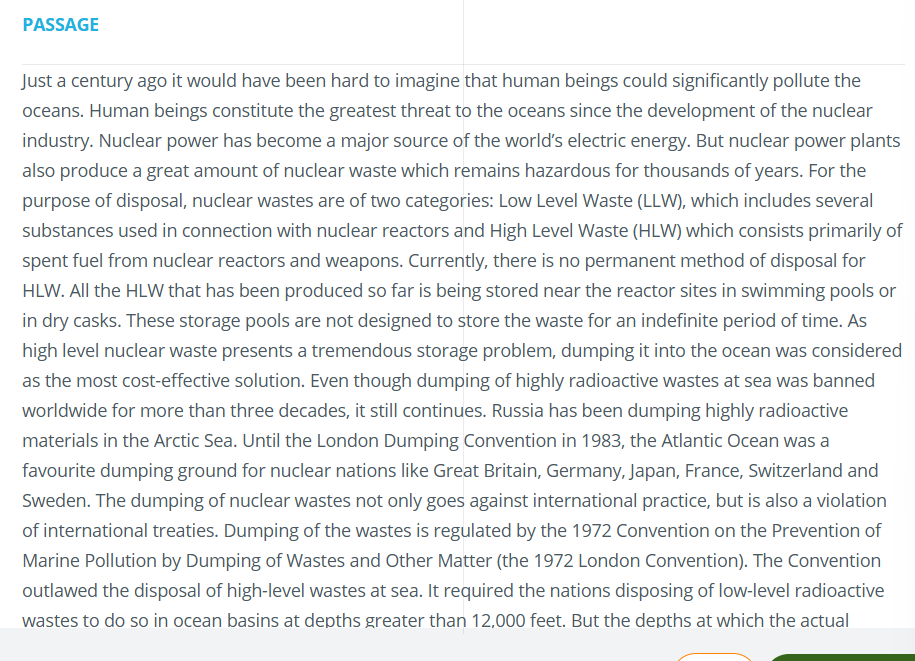 PASSAGE
Just a century ago it would have been hard to imagine that human beings could significantly pollute the
oceans. Human beings constitute the greatest threat to the oceans since the development of the nuclear
industry. Nuclear power has become a major source of the world's electric energy. But nuclear power plants
also produce a great amount of nuclear waste which remains hazardous for thousands of years. For the
purpose of disposal, nuclear wastes are of two categories: Low Level Waste (LLW), which includes several
substances used in connection with nuclear reactors and High Level Waste (HLW) which consists primarily of
spent fuel from nuclear reactors and weapons. Currently, there is no permanent method of disposal for
HLW. All the HLW that has been produced so far is being stored near the reactor sites in swimming pools or
in dry casks. These storage pools are not designed to store the waste for an indefinite period of time. As
high level nuclear waste presents a tremendous storage problem, dumping it into the ocean was considered
as the most cost-effective solution. Even though dumping of highly radioactive wastes at sea was banned
worldwide for more than three decades, it still continues. Russia has been dumping highly radioactive
materials in the Arctic Sea. Until the London Dumping Convention in 1983, the Atlantic Ocean was a
favourite dumping ground for nuclear nations like Great Britain, Germany, Japan, France, Switzerland and
Sweden. The dumping of nuclear wastes not only goes against international practice, but is also a violation
of international treaties. Dumping of the wastes is regulated by the 1972 Convention on the Prevention of
Marine Pollution by Dumping of Wastes and Other Matter (the 1972 London Convention). The Convention
outlawed the disposal of high-level wastes at sea. It required the nations disposing of low-level radioactive
wastes to do so in ocean basins at depths greater than 12,000 feet. But the depths at which the actual